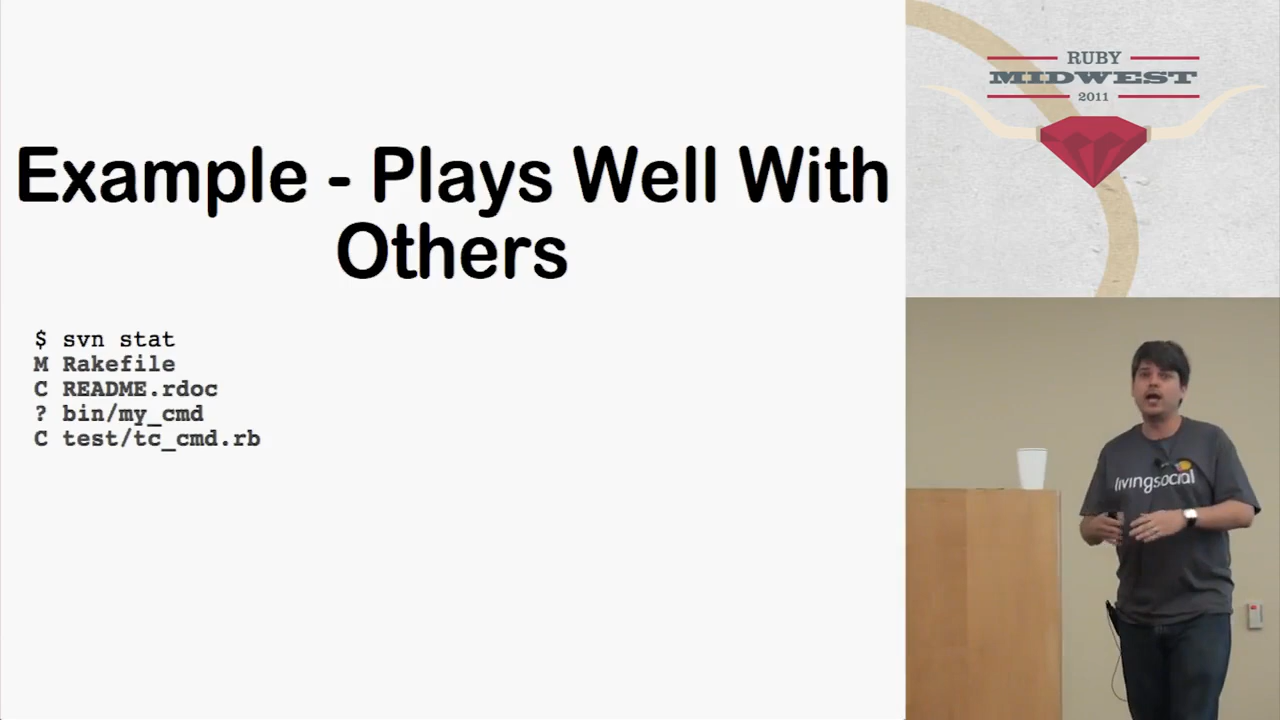 Example - Plays Well With
Others
$ svn stat
M Rakefile
C README.rdoc
? bin/my_cmd
C test/tc_cmd.rb
RUBY
MIDWEST
2011
livingsocial